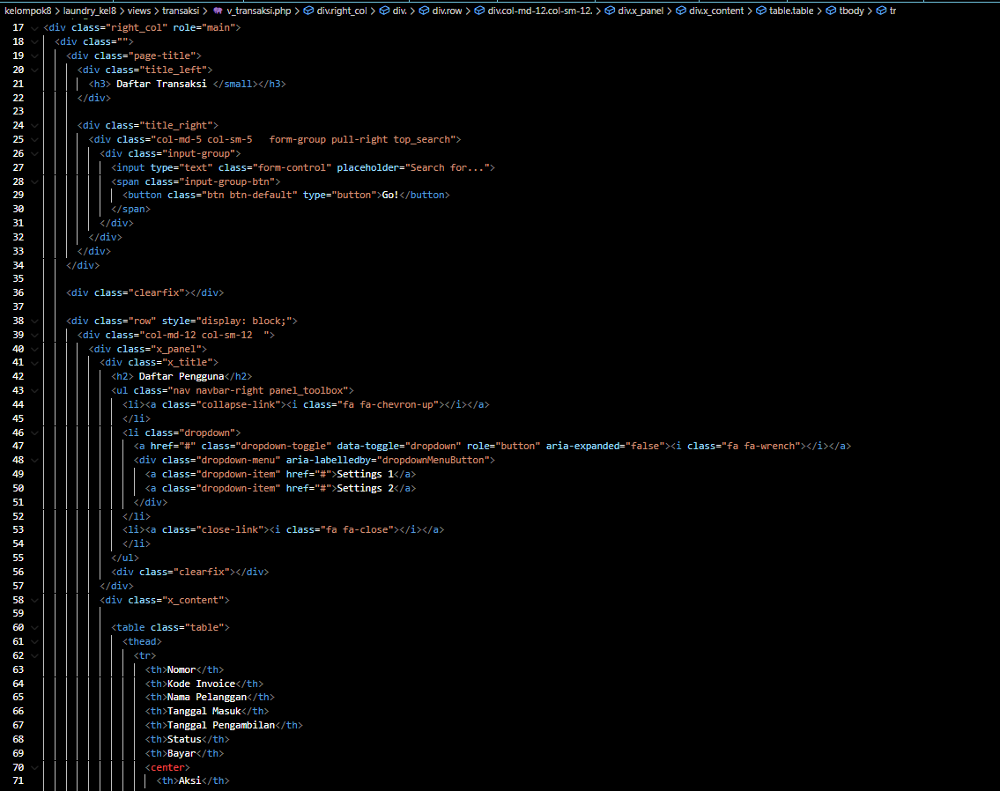 kelompok8 > laundry_kel8 > views > transaksi > v_transaksi.php > div.right_col > div. > div.row > div.col-md-12.col-sm-12. > div.x_panel > div.x_content > table.table > tbody > tr
17 <div class="right_col" role="main">
18 <div class="">
19 <div class="page-title">
20 <div class="title_left">
21 <h3> Daftar Transaksi </small></h3>
22 </div>
23
24 <div class="title_right">
25 <div class="col-md-5 col-sm-5   form-group pull-right top_search">
26 <div class="input-group">
27 <input type="text" class="form-control" placeholder="Search for...">
28 <span class="input-group-btn">
29 <button class="btn btn-default" type="button">Go!</button>
30 </span>
31 </div>
32 </div>
33 </div>
34 </div>
35
36 <div class="clearfix"></div>
37
38 <div class="row" style="display: block;">
39 <div class="col-md-12 col-sm-12  ">
40 <div class="x_panel">
41 <div class="x_title">
42 <h2> Daftar Pengguna</h2>
43 <ul class="nav navbar-right panel_toolbox">
44 <li><a class="collapse-link"><i class="fa fa-chevron-up"></i></a>
45 </li>
46 <li class="dropdown">
47 <a href="#" class="dropdown-toggle" data-toggle="dropdown" role="button" aria-expanded="false"><i class="fa fa-wrench"></i></a>
48 <div class="dropdown-menu" aria-labelledby="dropdownMenuButton">
49 <a class="dropdown-item" href="#">Settings 1</a>
50 <a class="dropdown-item" href="#">Settings 2</a>
51 </div>
52 </li>
53 <li><a class="close-link"><i class="fa fa-close"></i></a>
54 </li>
55 </ul>
56 <div class="clearfix"></div>
57 </div>
58 <div class="x_content">
59
60 <table class="table">
61 <thead>
62 <tr>
63 <th>Nomor</th>
64 <th>Kode Invoice</th>
65 <th>Nama Pelanggan</th>
66 <th>Tanggal Masuk</th>
67 <th>Tanggal Pengambilan</th>
68 <th>Status</th>
69 <th>Bayar</th>
70 <center>
71 <th>Aksi</th>